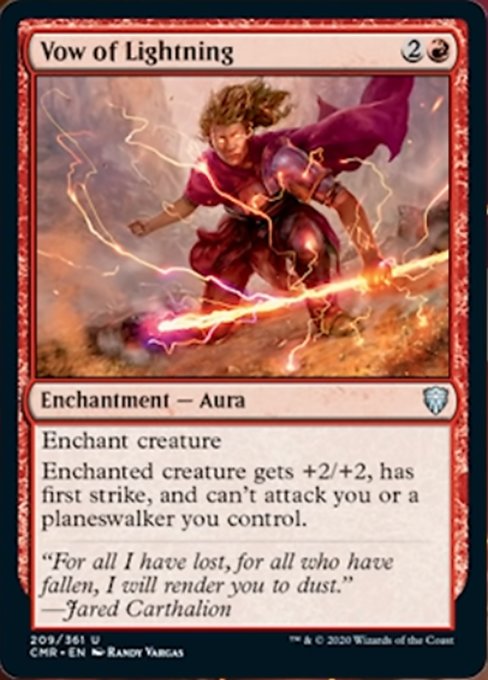 Vow of Lightning 2
Enchantment — Aura
Enchant creature
Enchanted creature gets +2/+2, has
first strike, and can't attack you or a
planeswalker you control.
“For all I have lost, for all who have
fallen, I will render you to dust.”
—Jared Carthalion
209/361 U
™ & © 2020 Wizards of the Coast
CMR • EN RANDY VARGAS